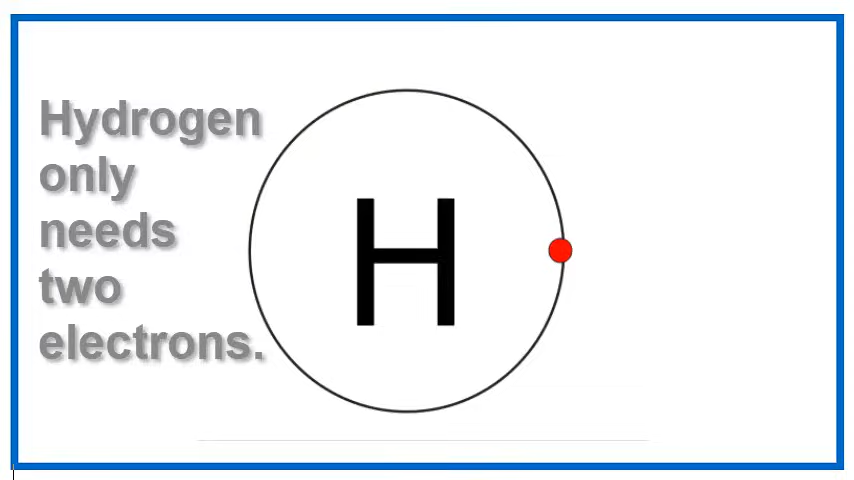 Hydrogen
only
needs
two
electrons.
H